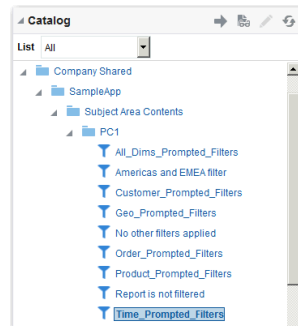 Catalog
List All
Company Shared
SampleApp
Subject Area Contents
PC1
All_Dims_Prompted_Filters
Americas and EMEA filter
Customer_Prompted_Filters
Geo_Prompted_Filters
No other filters applied
Order_Prompted_Filters
Product_Prompted_Filters
Report is not filtered
Time_Prompted_Filters